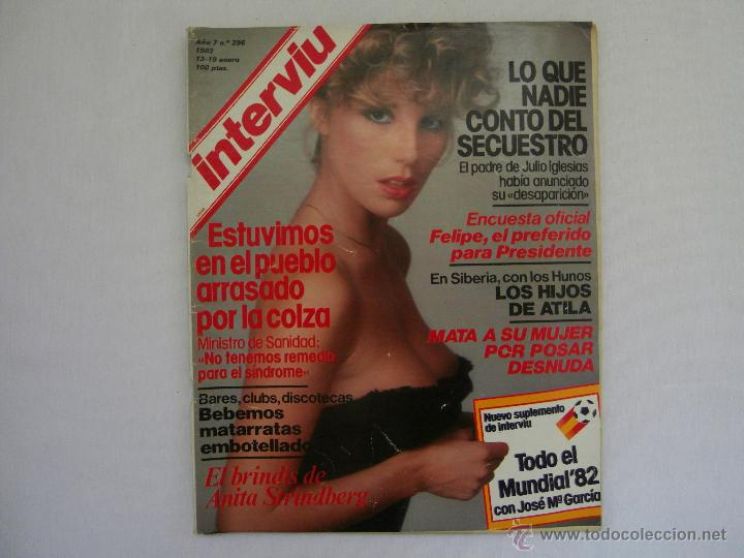 Año 7 n.º 296
1982
13-19 enero
100 ptas.
interviu
LO QUE
NADIE
CONTO DEL
SECUESTRO
El padre de Julio Iglesias
había anunciado
su «desaparición»
Encuesta oficial
Felipe, el preferido
para Presidente
En Siberia, con los Hunos
LOS HIJOS
DE ATILA
MATA A SU MUJER
POR POSAR
DESNUDA
Estuvimos
en el pueblo
arrasado
por la colza
Ministro de Sanidad:
«No tenemos remedio
para el síndrome»
Bares, clubs, discotecas
Bebemos
matarratas
embotellado
El brindis de
Anita Strindberg
Nuevo suplemento
de interviu
Todo el
Mundial'82
con José Mª García
todocoleccion
www.todocoleccion.net